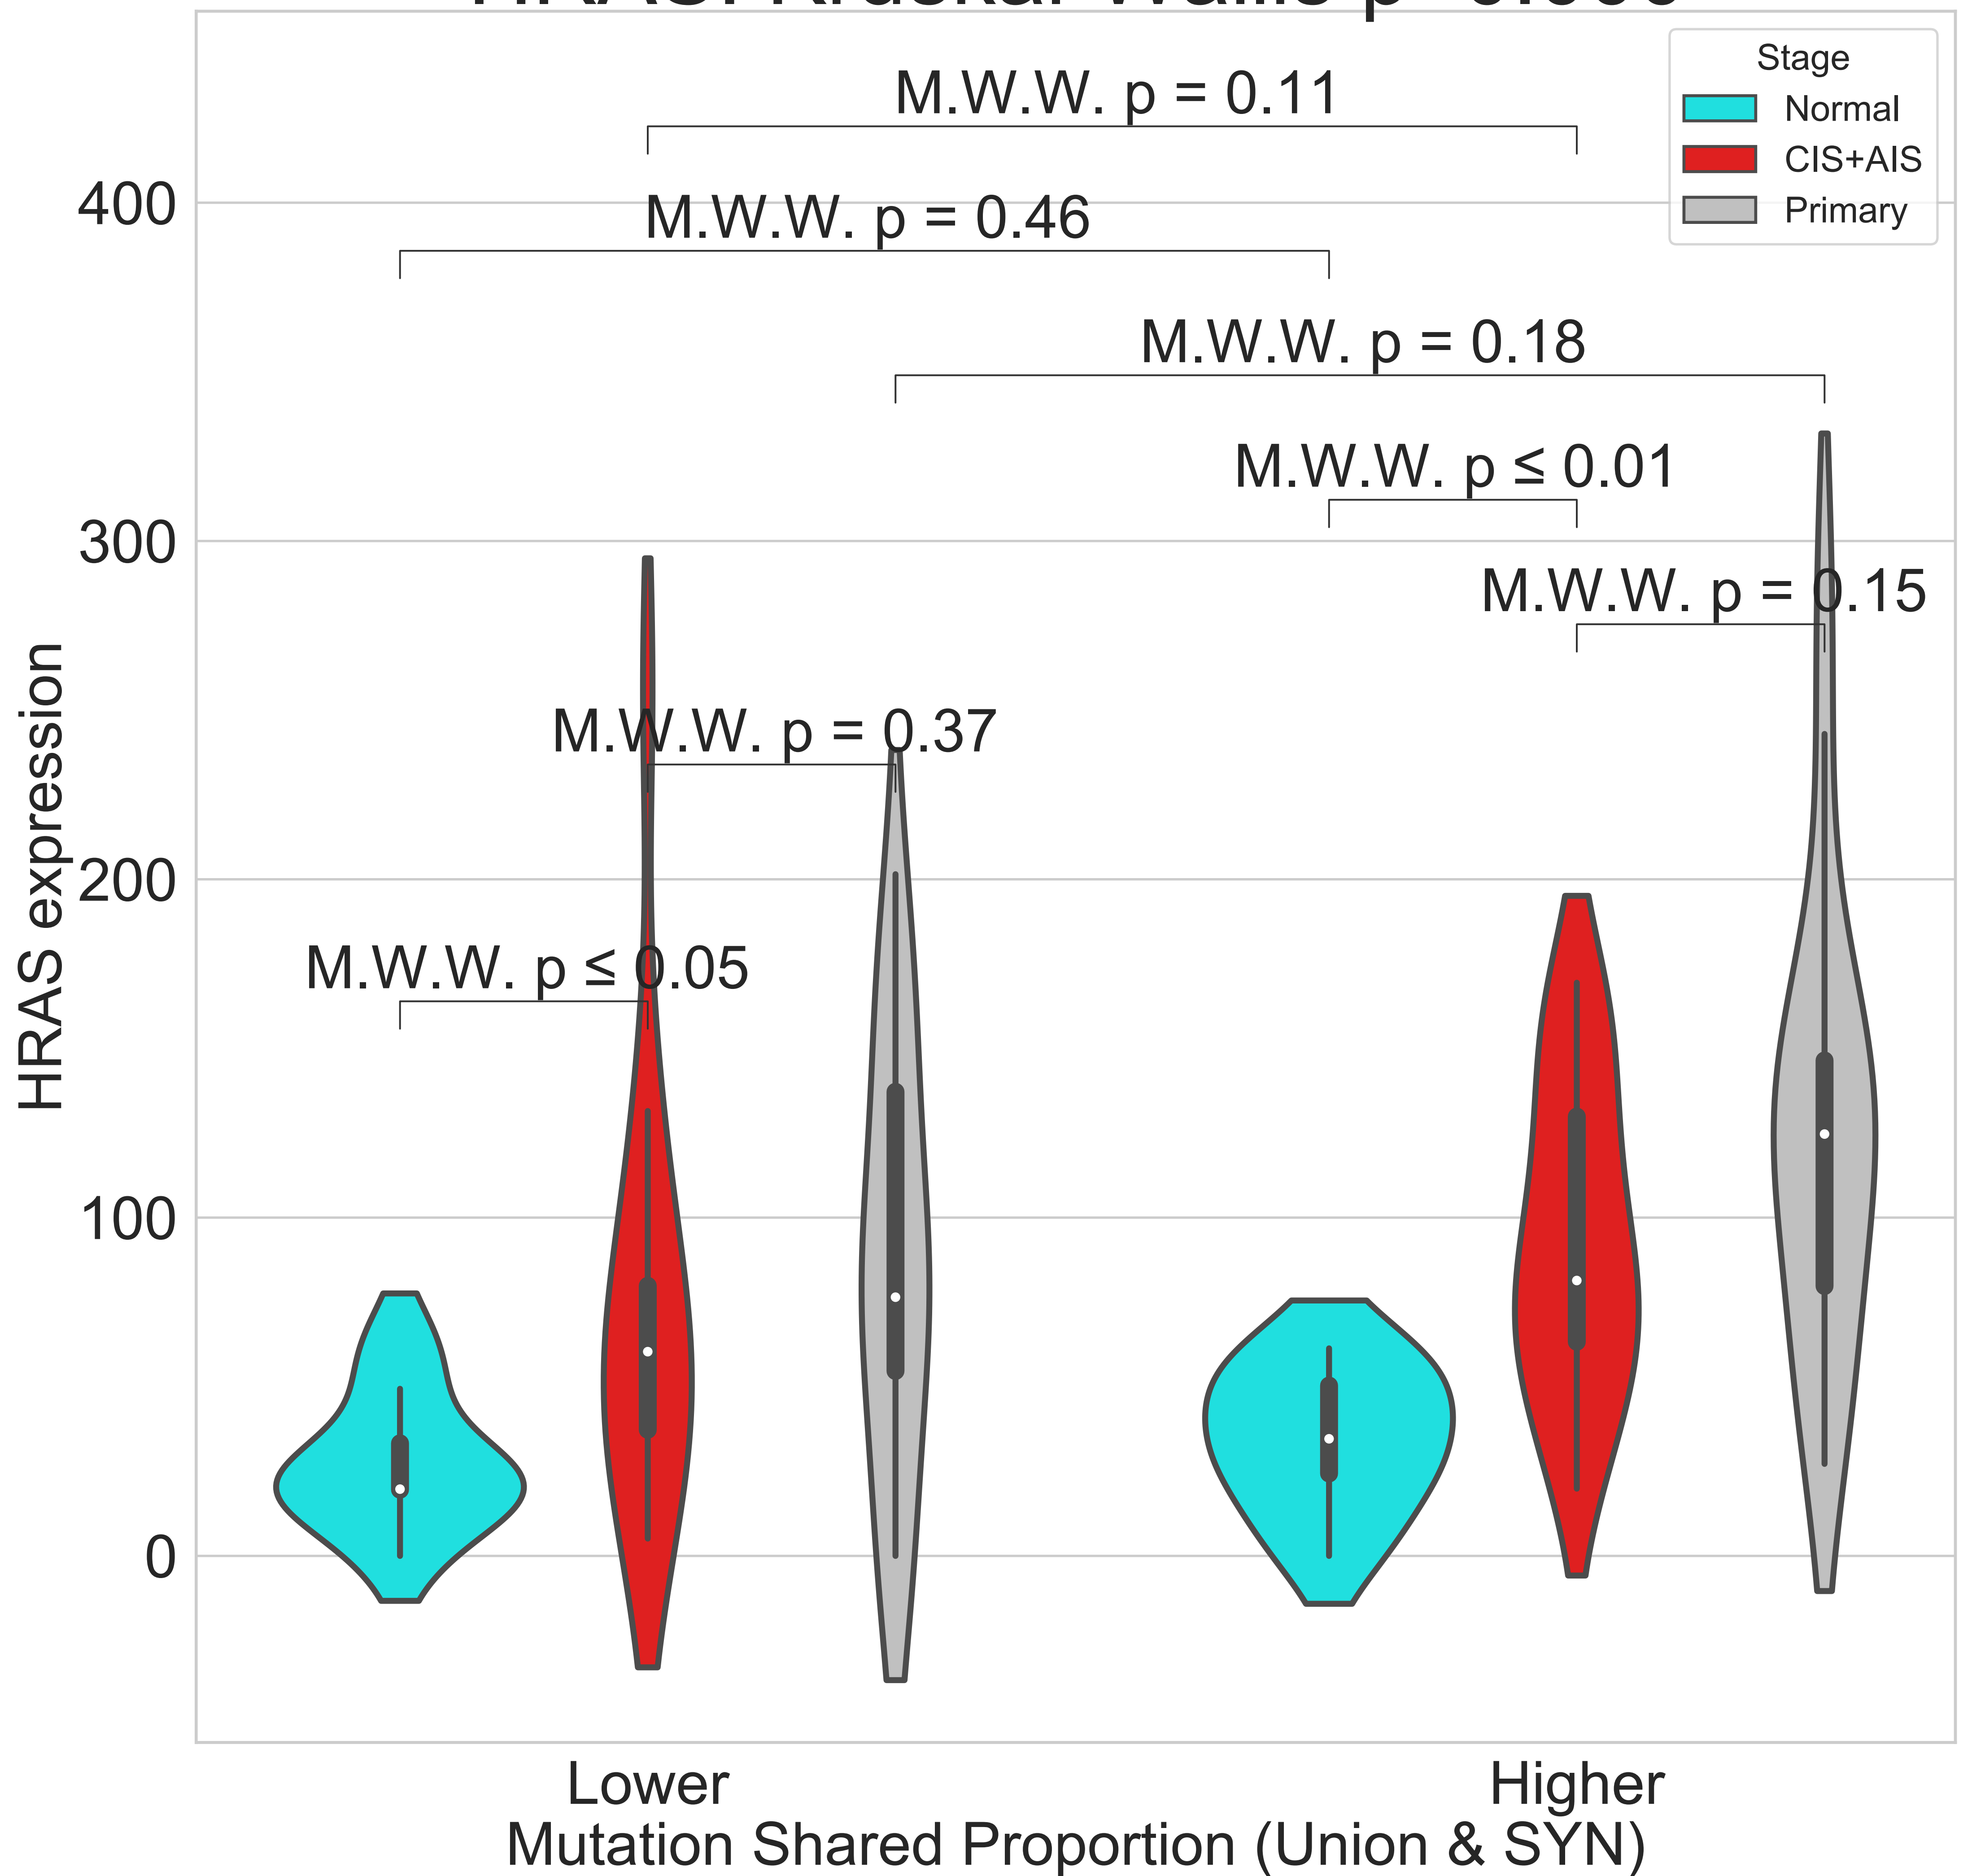 Stage
Normal
CIS+AIS
Primary
M.W.W. p = 0.11
M.W.W. p = 0.46
M.W.W. p = 0.18
M.W.W. p ≤ 0.01
M.W.W. p = 0.15
M.W.W. p = 0.37
M.W.W. p ≤ 0.05
400
300
200
100
0
HRAS expression
Lower
Higher
Mutation Shared Proportion (Union & SYN)